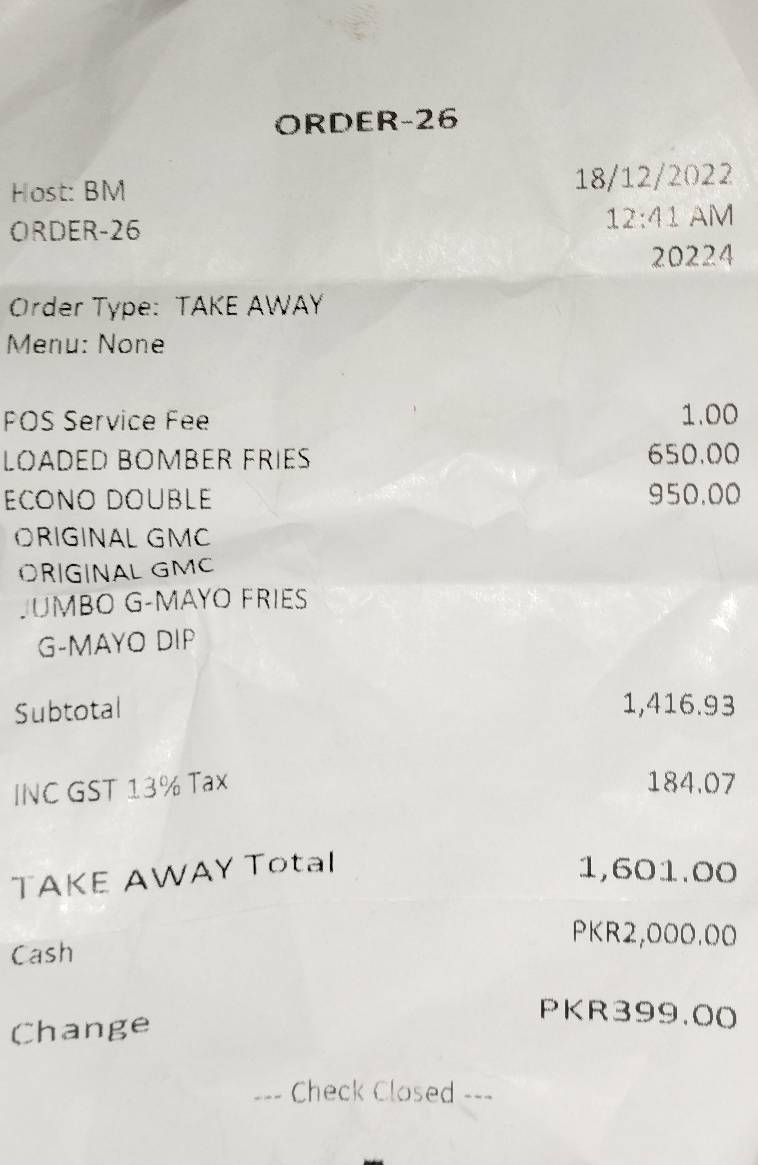 ORDER-26
Host: BM 18/12/2022
ORDER-26 12:41 AM
20224
Order Type: TAKE AWAY
Menu: None
POS Service Fee 1.00
LOADED BOMBER FRIES 650.00
ECONO DOUBLE 950.00
ORIGINAL GMC
ORIGINAL GMC
JUMBO G-MAYO FRIES
G-MAYO DIP
Subtotal 1,416.93
INC GST 13% Tax 184.07
TAKE AWAY Total 1,601.00
Cash PKR2,000.00
Change PKR399.00
--- Check Closed ---